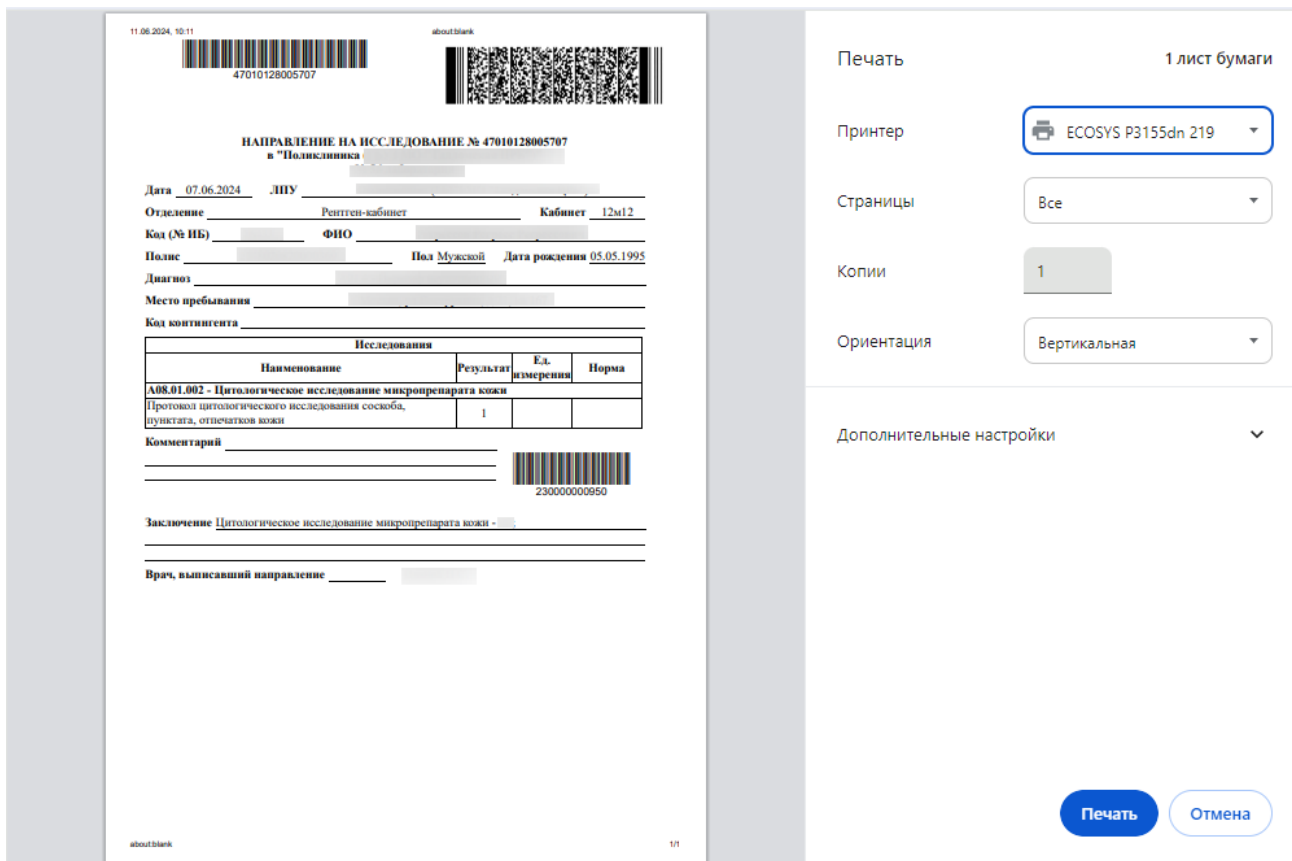 11.06.2024, 10:11 about:blank
47010128005707
НАПРАВЛЕНИЕ НА ИССЛЕДОВАНИЕ № 47010128005707
в "Поликлиника
Дата 07.06.2024 ЛПУ
Отделение Рентген-кабинет Кабинет 12м12
Код (№ ИБ) ФИО
Полис Пол Мужской Дата рождения 05.05.1995
Диагноз
Место пребывания
Код контингента
Исследования
Наименование Результат Ед. измерения Норма
A08.01.002 - Цитологическое исследование микропрепарата кожи
Протокол цитологического исследования соскоба,
пунктата, отпечатков кожи 1
Комментарий
230000000950
Заключение Цитологическое исследование микропрепарата кожи -
Врач, выписавший направление
about:blank 1/1
Печать 1 лист бумаги
Принтер ECOSYS P3155dn 219
Страницы Все
Копии 1
Ориентация Вертикальная
Дополнительные настройки
Печать Отмена